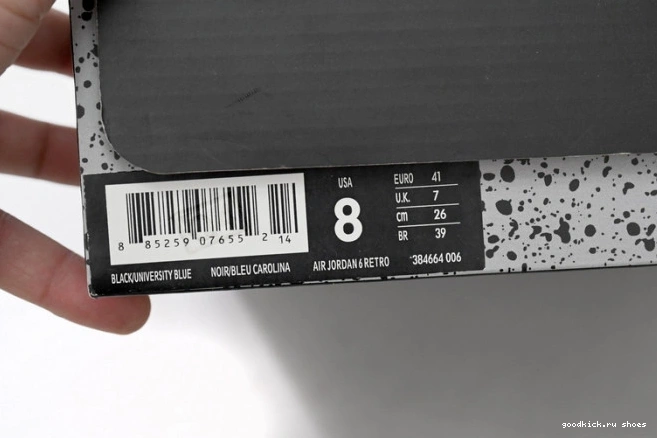 USA
8
EURO 41
U.K. 7
cm 26
BR 39
8 85259 07655 2 14
BLACK/UNIVERSITY BLUE NOIR/BLEU CAROLINA AIR JORDAN 6 RETRO 384664 006
goodkick.ru shoes